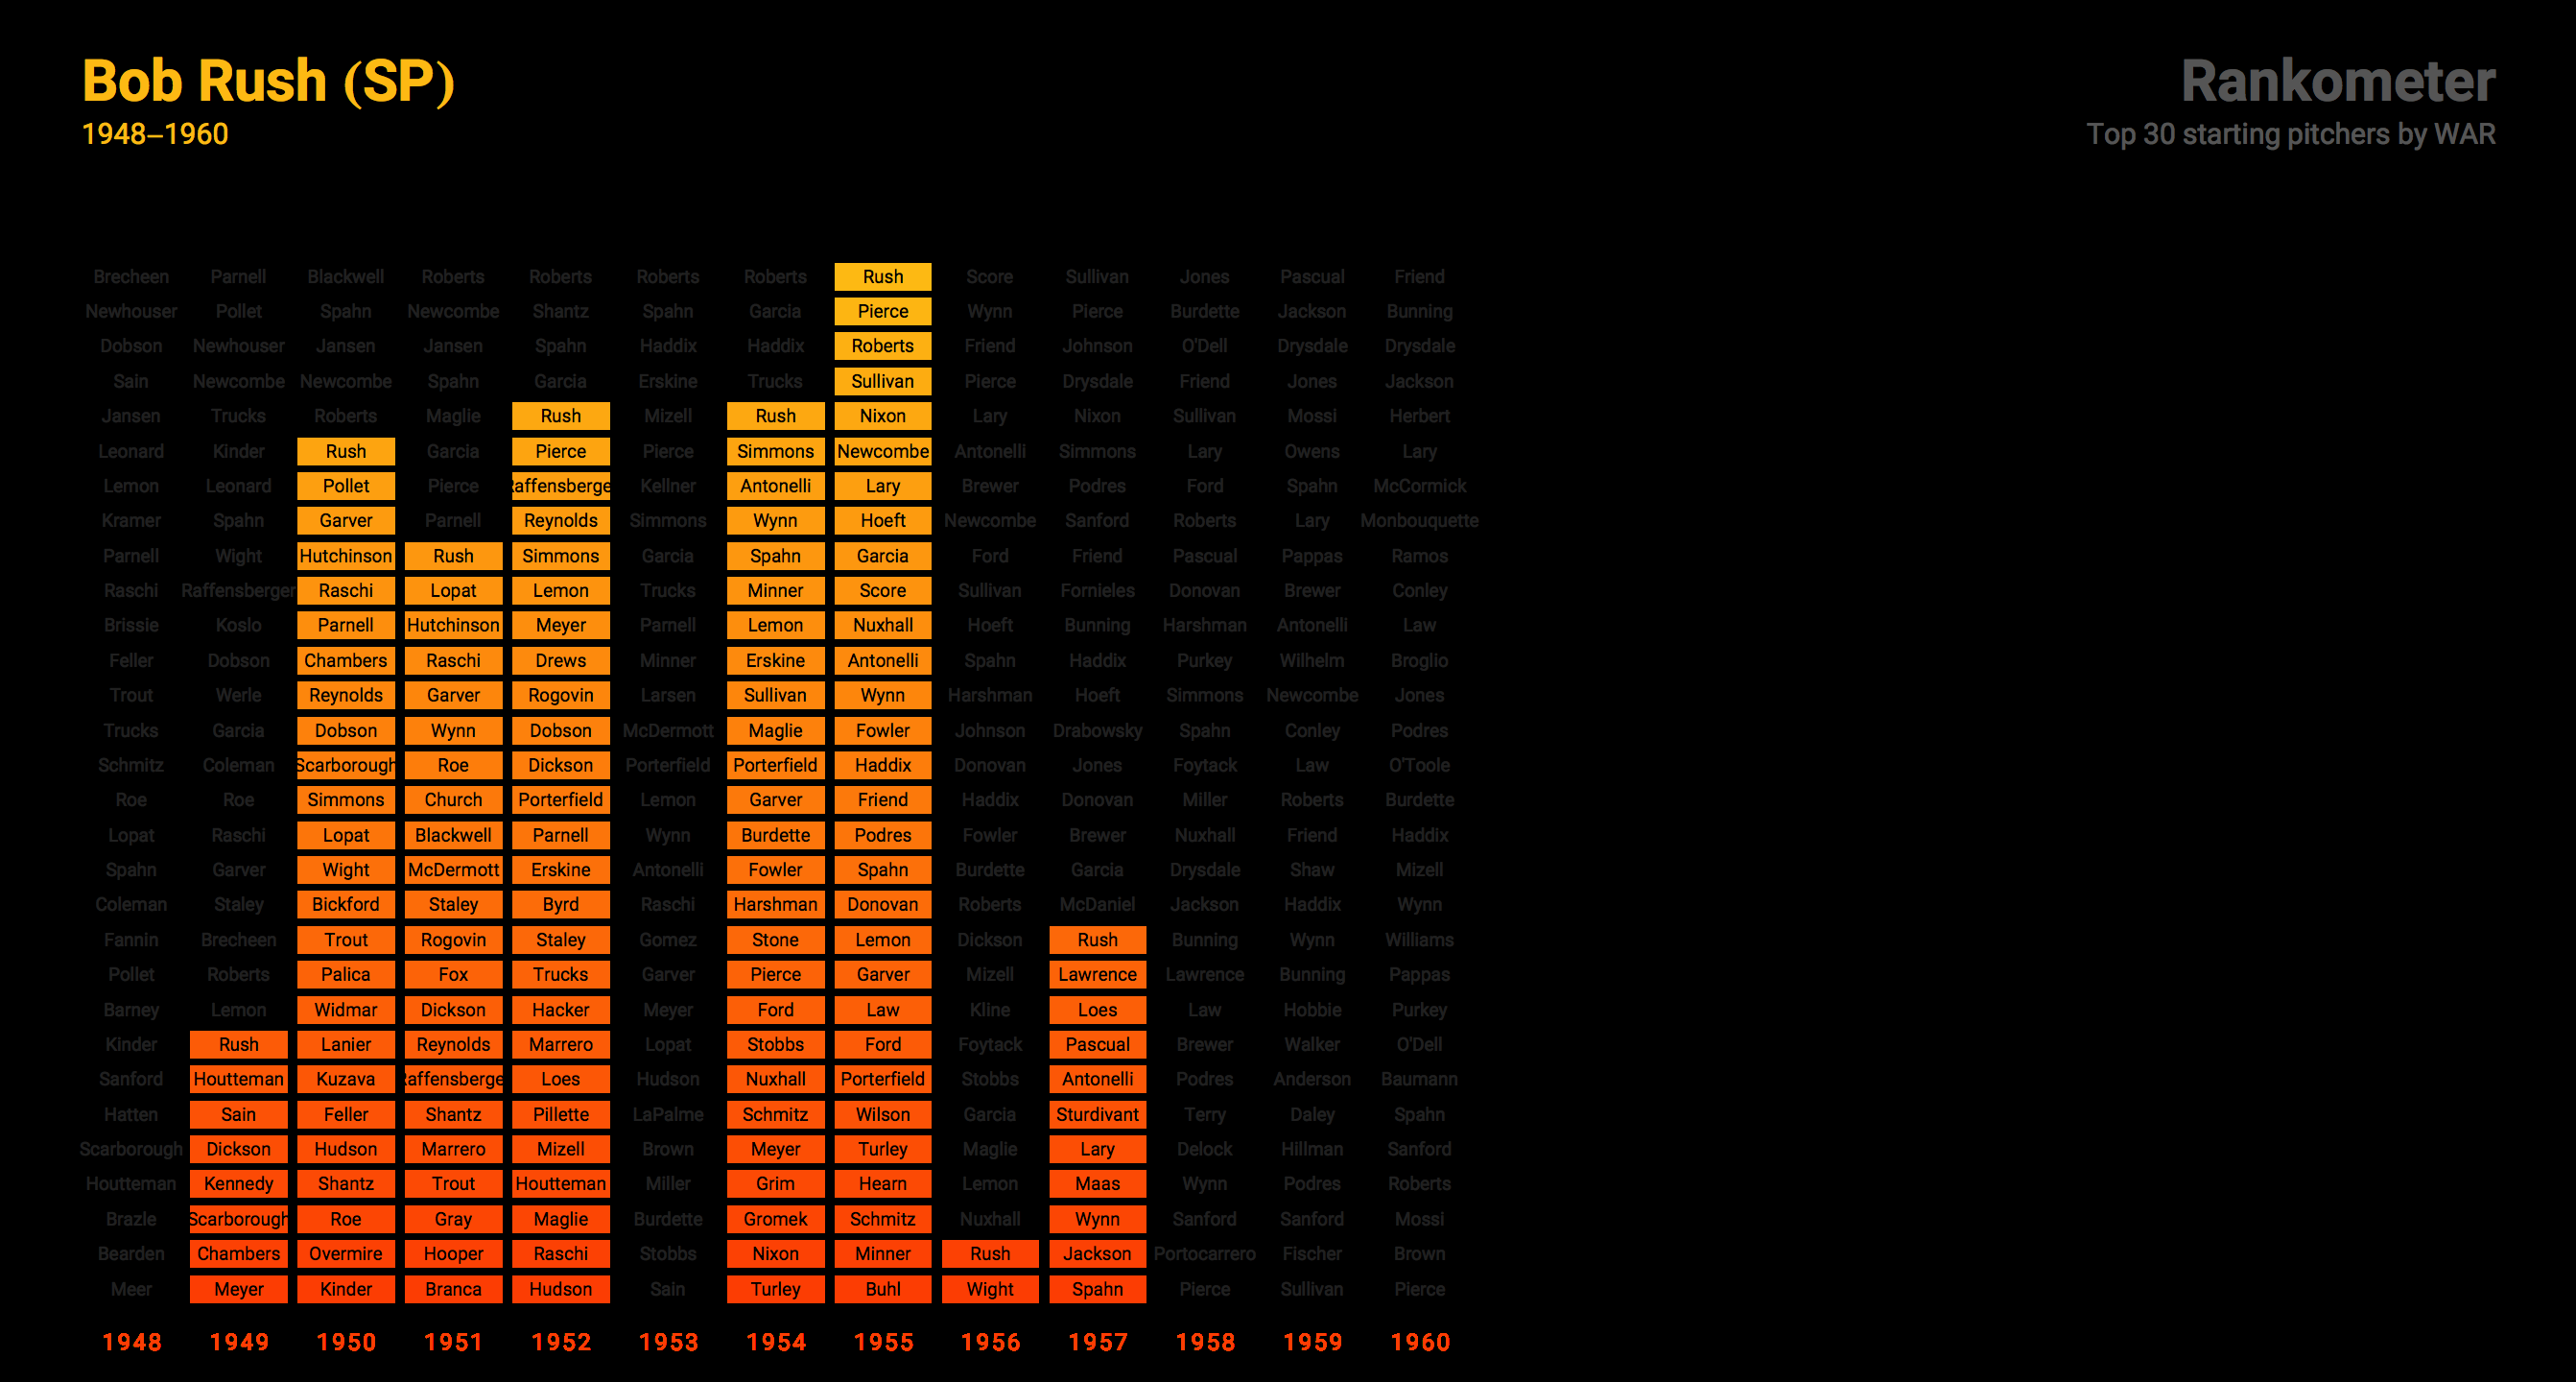 Bob Rush (SP)
1948–1960
Rankometer
Top 30 starting pitchers by WAR
Brecheen Parnell Blackwell Roberts Roberts Roberts Roberts Rush Score Sullivan Jones Pascual Friend
Newhouser Pollet Spahn Newcombe Shantz Spahn Garcia Pierce Wynn Pierce Burdette Jackson Bunning
Dobson Newhouser Jansen Jansen Spahn Haddix Haddix Roberts Friend Johnson O'Dell Drysdale Drysdale
Sain Newcombe Newcombe Spahn Garcia Erskine Trucks Sullivan Pierce Drysdale Friend Jones Jackson
Jansen Trucks Roberts Maglie Rush Mizell Rush Nixon Lary Nixon Sullivan Mossi Herbert
Leonard Kinder Rush Garcia Pierce Pierce Simmons Newcombe Antonelli Simmons Lary Owens Lary
Lemon Leonard Pollet Pierce Raffensberge Kellner Antonelli Lary Brewer Podres Ford Spahn McCormick
Kramer Spahn Garver Parnell Reynolds Simmons Wynn Hoeft Newcombe Sanford Roberts Lary Monbouquette
Parnell Wight Hutchinson Rush Simmons Garcia Spahn Garcia Ford Friend Pascual Pappas Ramos
Raschi Raffensberger Raschi Lopat Lemon Trucks Minner Score Sullivan Fornieles Donovan Brewer Conley
Brissie Koslo Parnell Hutchinson Meyer Parnell Lemon Nuxhall Hoeft Bunning Harshman Antonelli Law
Feller Dobson Chambers Raschi Drews Minner Erskine Antonelli Spahn Haddix Purkey Wilhelm Broglio
Trout Werle Reynolds Garver Rogovin Larsen Sullivan Wynn Harshman Hoeft Simmons Newcombe Jones
Trucks Garcia Dobson Wynn Dobson McDermott Maglie Fowler Johnson Drabowsky Spahn Conley Podres
Schmitz Coleman Scarborough Roe Dickson Porterfield Porterfield Haddix Donovan Jones Foytack Law O'Toole
Roe Roe Simmons Church Porterfield Lemon Garver Friend Haddix Donovan Miller Roberts Burdette
Lopat Raschi Lopat Blackwell Parnell Wynn Burdette Podres Fowler Brewer Nuxhall Friend Haddix
Spahn Garver Wight McDermott Erskine Antonelli Fowler Spahn Burdette Garcia Drysdale Shaw Mizell
Coleman Staley Bickford Staley Byrd Raschi Harshman Donovan Roberts McDaniel Jackson Haddix Wynn
Fannin Brecheen Trout Rogovin Staley Gomez Stone Lemon Dickson Rush Bunning Wynn Williams
Pollet Roberts Palica Fox Trucks Garver Pierce Garver Mizell Lawrence Lawrence Bunning Pappas
Barney Lemon Widmar Dickson Hacker Meyer Ford Law Kline Loes Law Hobbie Purkey
Kinder Rush Lanier Reynolds Marrero Lopat Stobbs Ford Foytack Pascual Brewer Walker O'Dell
Sanford Houtteman Kuzava Raffensberge Loes Hudson Nuxhall Porterfield Stobbs Antonelli Podres Anderson Baumann
Hatten Sain Feller Shantz Pillette LaPalme Schmitz Wilson Garcia Sturdivant Terry Daley Spahn
Scarborough Dickson Hudson Marrero Mizell Brown Meyer Turley Maglie Lary Delock Hillman Sanford
Houtteman Kennedy Shantz Trout Houtteman Miller Grim Hearn Lemon Maas Wynn Podres Roberts
Brazle Scarborough Roe Gray Maglie Burdette Gromek Schmitz Nuxhall Wynn Sanford Sanford Mossi
Bearden Chambers Overmire Hooper Raschi Stobbs Nixon Minner Rush Jackson Portocarrero Fischer Brown
Meer Meyer Kinder Branca Hudson Sain Turley Buhl Wight Spahn Pierce Sullivan Pierce
1948 1949 1950 1951 1952 1953 1954 1955 1956 1957 1958 1959 1960